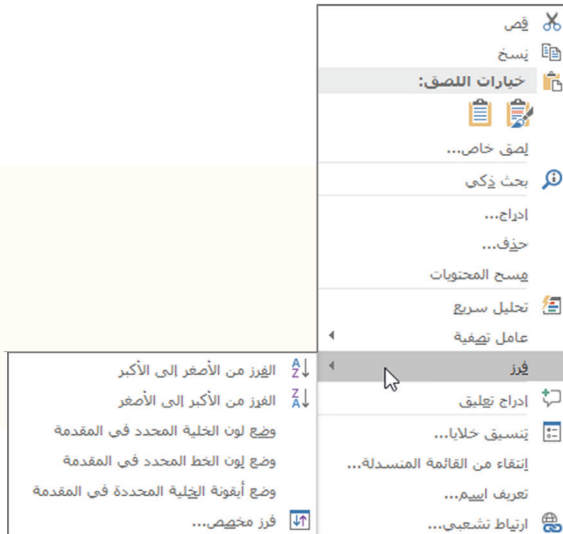 قص
نسخ
خيارات اللصق:
لصق خاص...
بحث ذكي
إدراج...
حذف...
مسح المحتويات
تحليل سريع
عامل تصفية
فرز
إدراج تعليق
تنسيق خلايا...
إنتقاء من القائمة المنسدلة...
تعريف اسم...
ارتباط تشعبي...
الفرز من الأصغر إلى الأكبر
الفرز من الأكبر إلى الأصغر
وضع لون الخلية المحدد في المقدمة
وضع لون الخط المحدد في المقدمة
وضع أيقونة الخلية المحددة في المقدمة
فرز مخصص...